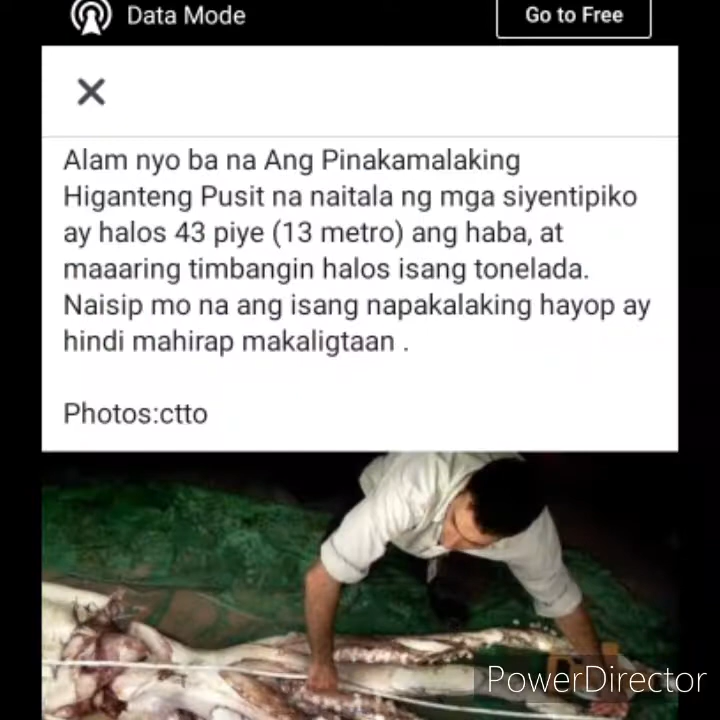 Data Mode
Go to Free
Alam nyo ba na Ang Pinakamalaking
Higanteng Pusit na naitala ng mga siyentipiko
ay halos 43 piye (13 metro) ang haba, at
maaaring timbangin halos isang tonelada.
Naisip mo na ang isang napakalaking hayop ay
hindi mahirap makaligtaan .
Photos:ctto
PowerDirector